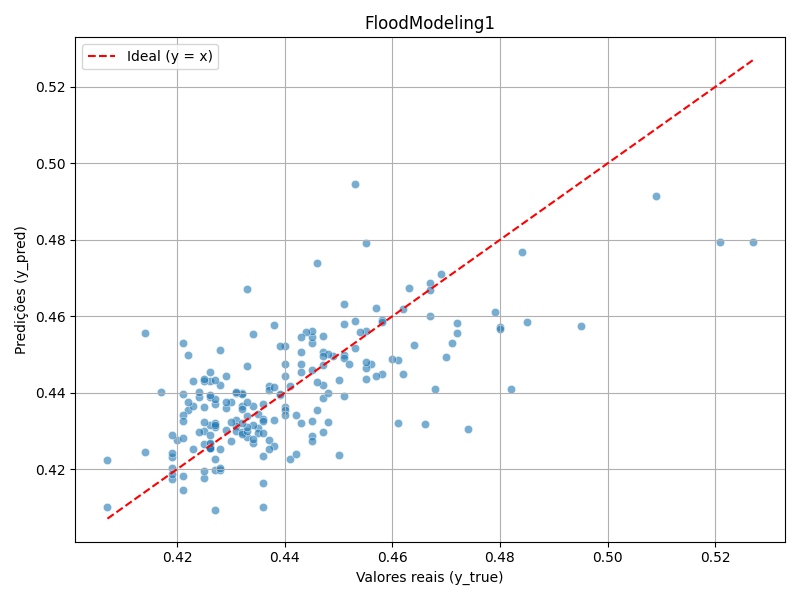 FloodModeling1
Ideal (y = x)
0.52
0.50
0.48
0.46
0.44
0.42
Predições (y_pred)
0.42 0.44 0.46 0.48 0.50 0.52
Valores reais (y_true)